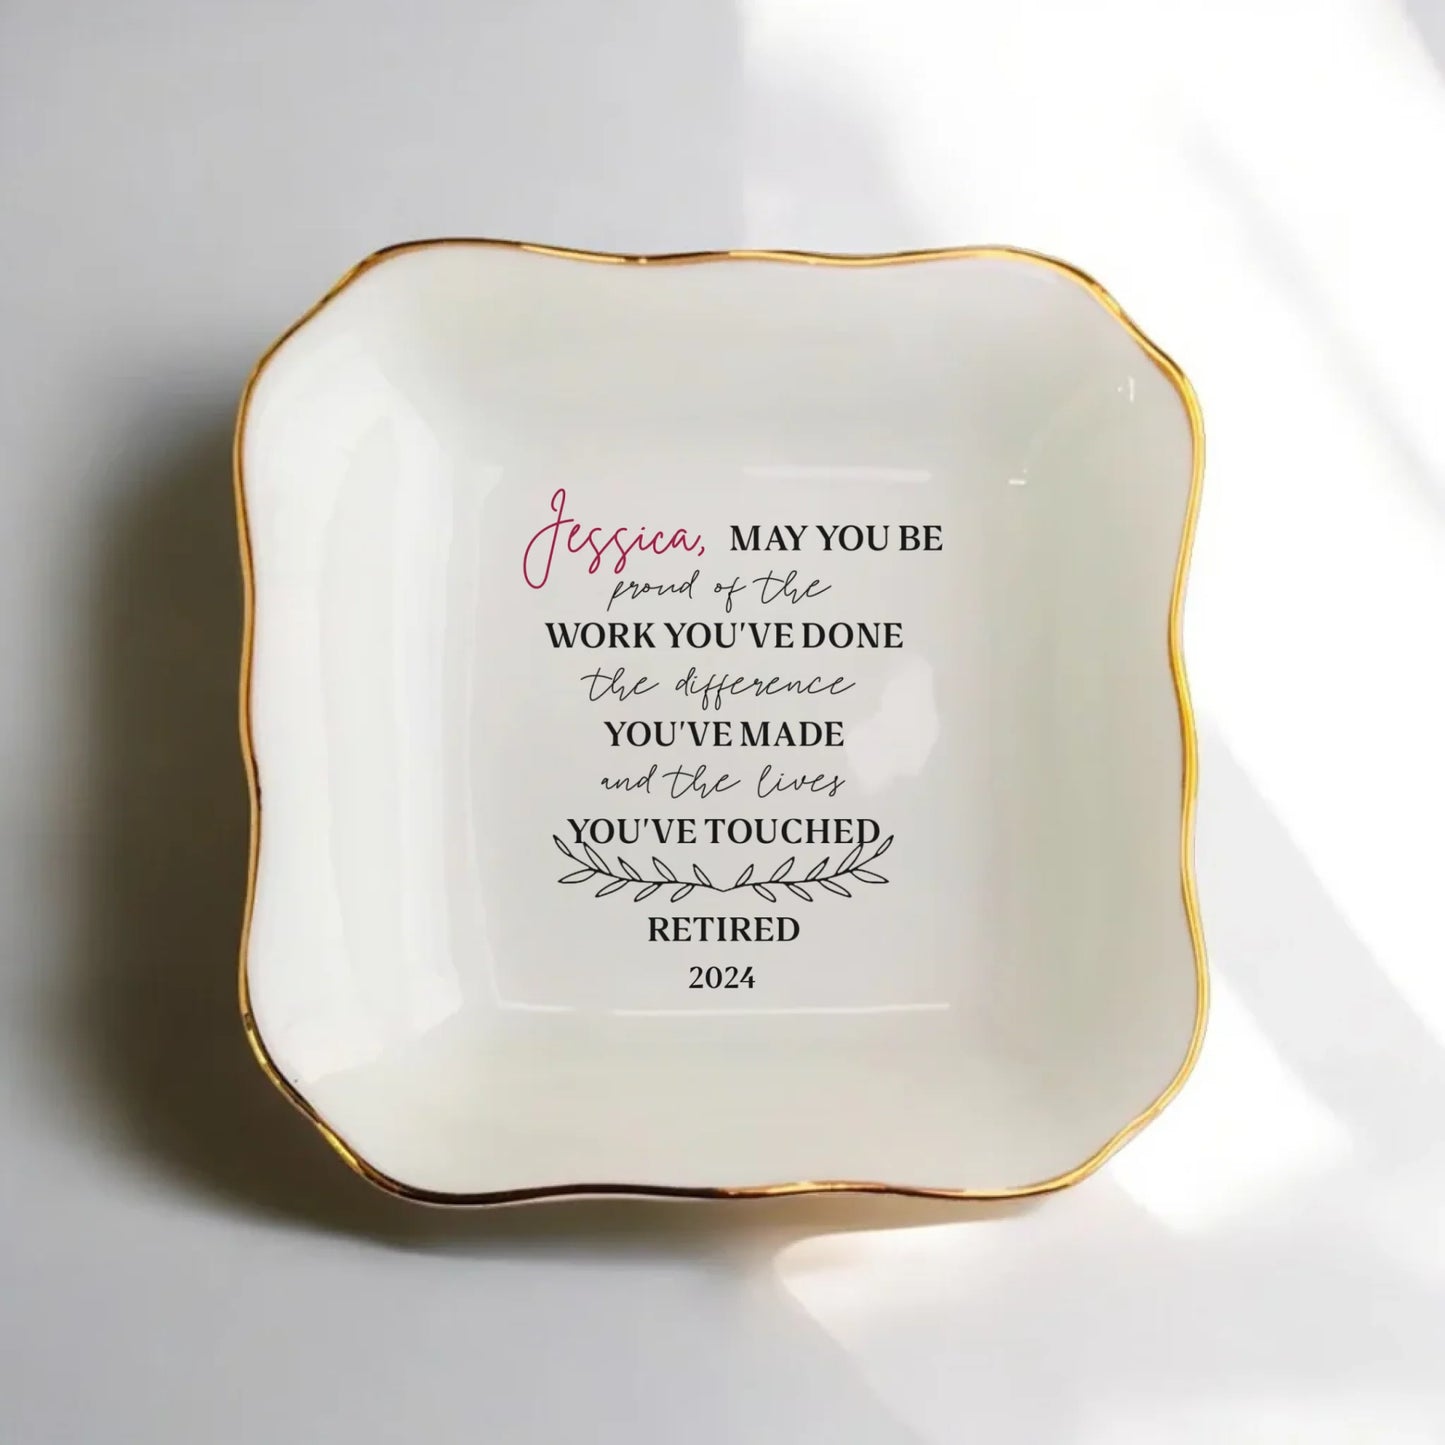 Jessica, MAY YOU BE
proud of the
WORK YOU'VE DONE
the difference
YOU'VE MADE
and the lives
YOU'VE TOUCHED
RETIRED
2024